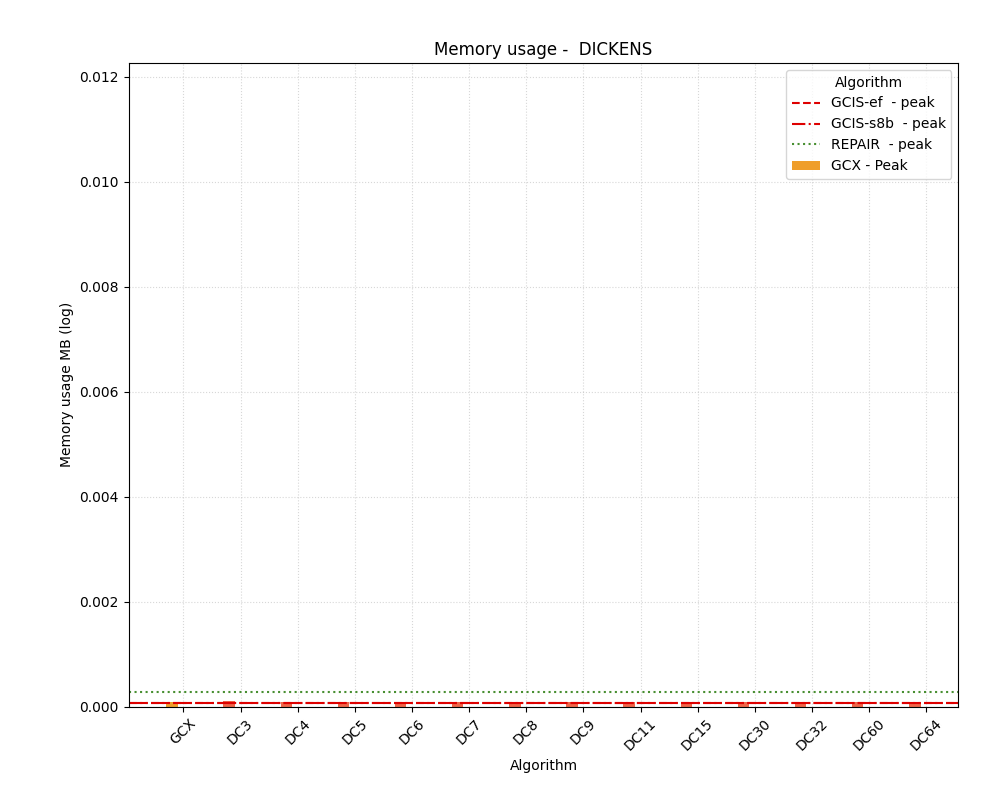 Memory usage -  DICKENS
Algorithm
GCIS-ef  - peak
GCIS-s8b  - peak
REPAIR  - peak
GCX - Peak
Memory usage MB (log)
0.012
0.010
0.008
0.006
0.004
0.002
0.000
GCX DC3 DC4 DC5 DC6 DC7 DC8 DC9 DC11 DC15 DC30 DC32 DC60 DC64
Algorithm